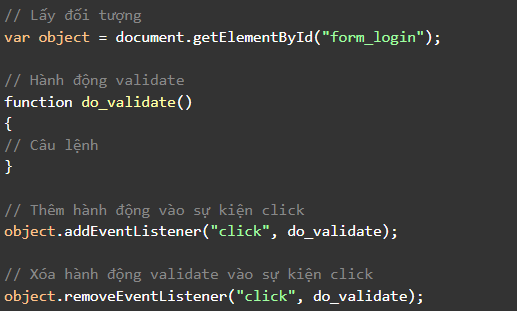 // Lấy đối tượng
var object = document.getElementById("form_login");
// Hành động validate
function do_validate()
{
// Câu lệnh
}
// Thêm hành động vào sự kiện click
object.addEventListener("click", do_validate);
// Xóa hành động validate vào sự kiện click
object.removeEventListener("click", do_validate);